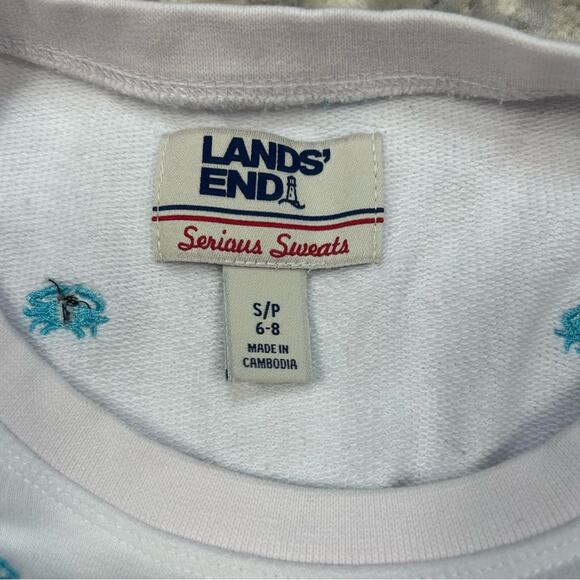 LANDS'
END
Serious Sweats
S/P
6-8
MADE IN
CAMBODIA